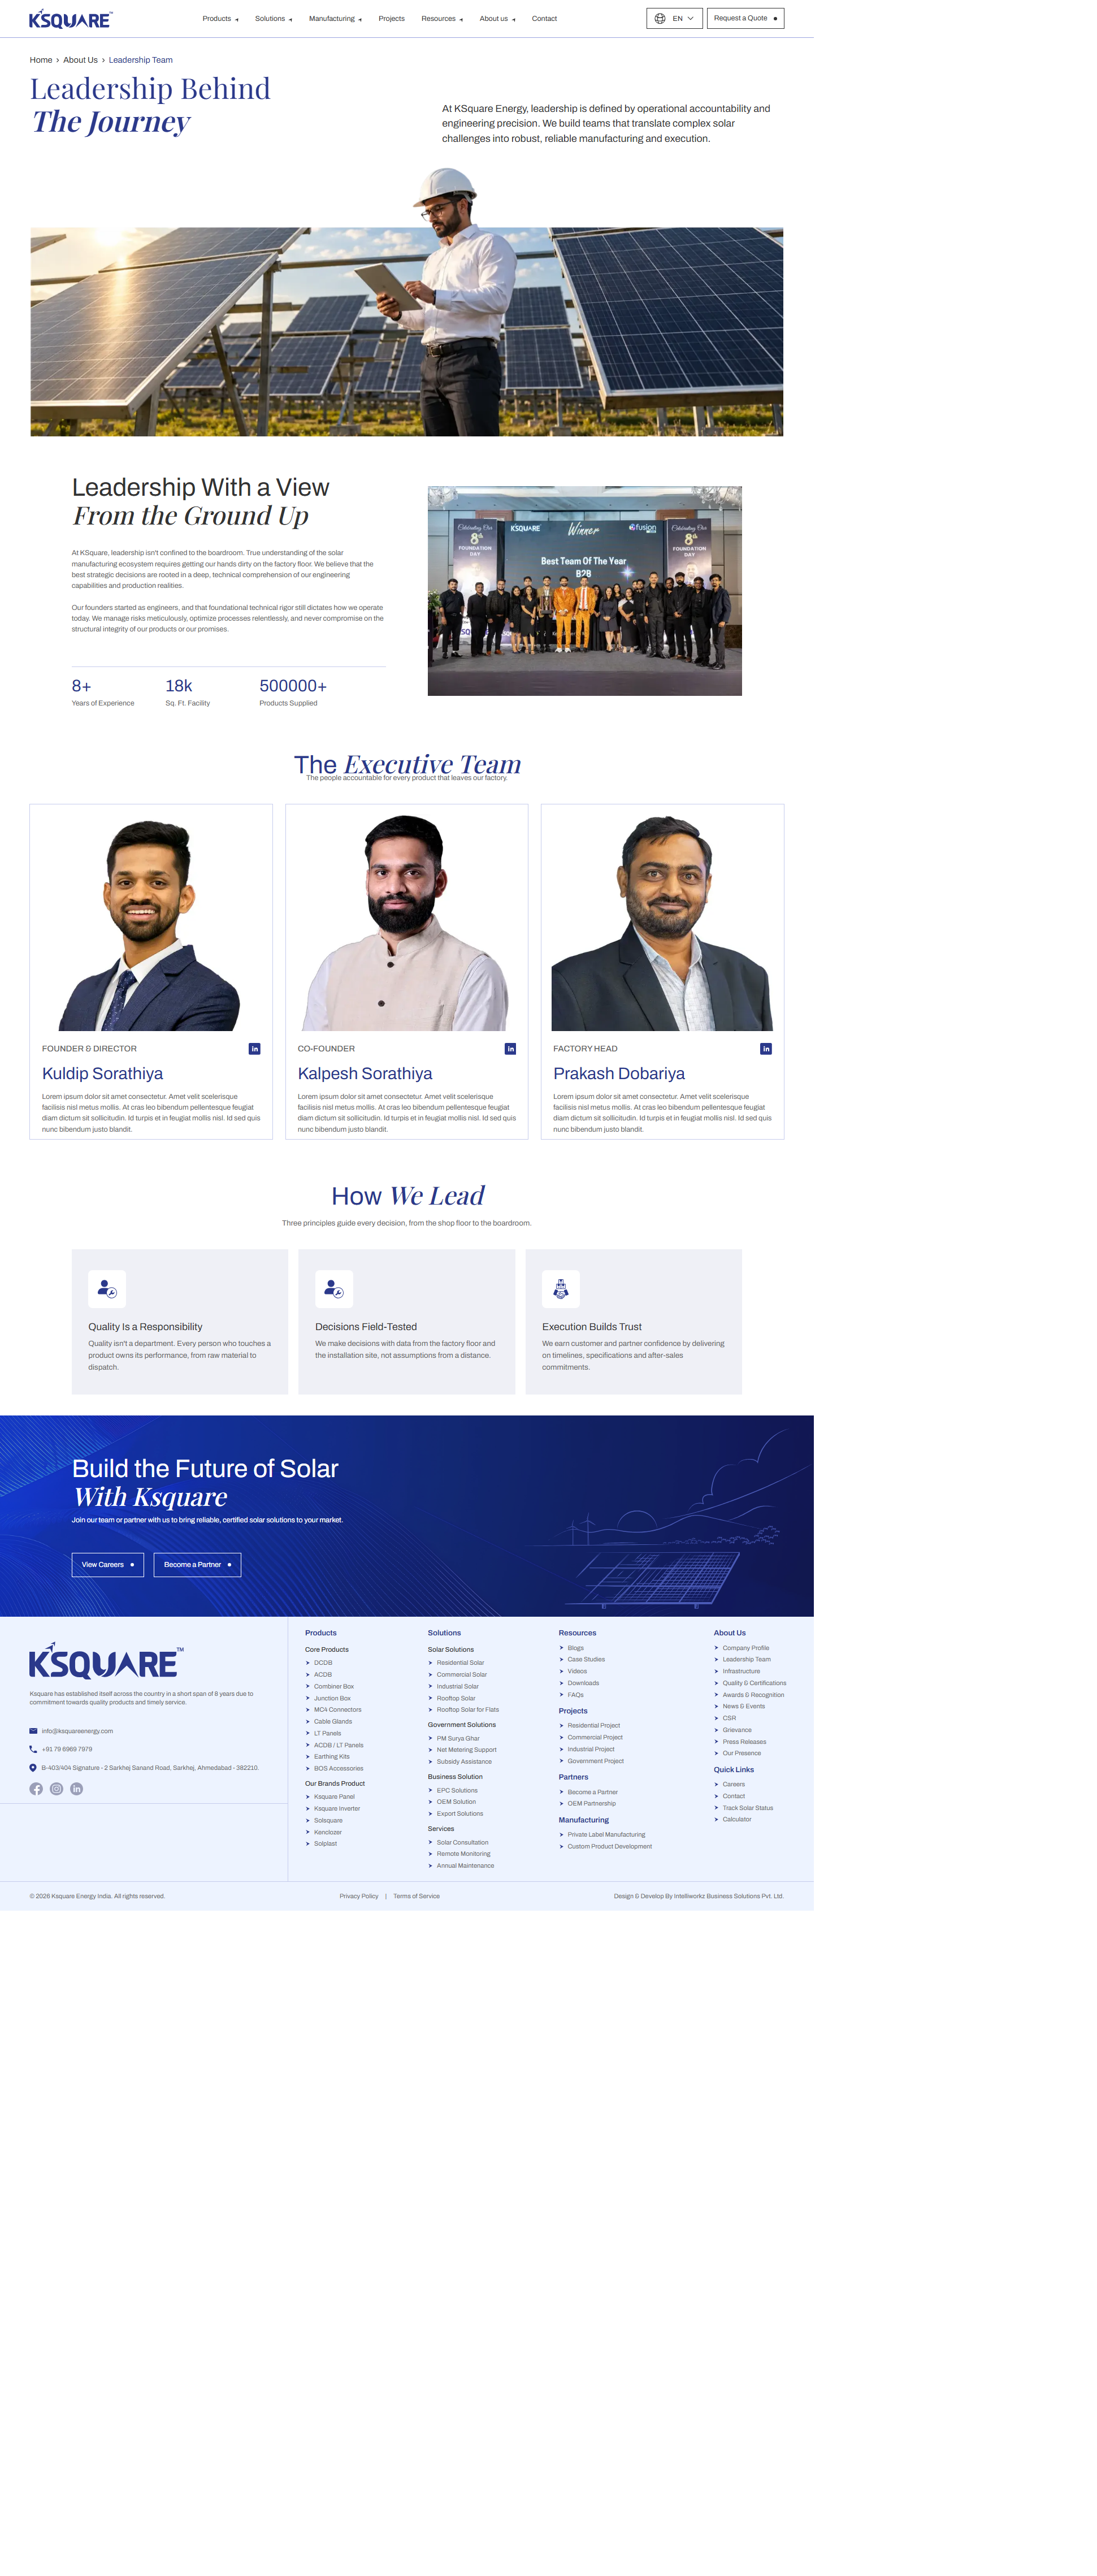 KSQUARE™
Products
Solutions
Manufacturing
Projects
Resources
About us
Contact
EN
Request a Quote
Home > About Us > Leadership Team
Leadership Behind
The Journey
At KSquare Energy, leadership is defined by operational accountability and
engineering precision. We build teams that translate complex solar
challenges into robust, reliable manufacturing and execution.
Leadership With a View
From the Ground Up
At KSquare, leadership isn't confined to the boardroom. True understanding of the solar
manufacturing ecosystem requires getting our hands dirty on the factory floor. We believe that the
best strategic decisions are rooted in a deep, technical comprehension of our engineering
capabilities and production realities.
Our founders started as engineers, and that foundational technical rigor still dictates how we operate
today. We manage risks meticulously, optimize processes relentlessly, and never compromise on the
structural integrity of our products or our promises.
8+
Years of Experience
18k
Sq. Ft. Facility
500000+
Products Supplied
Celebrating Our
8th
FOUNDATION
DAY
KSQUARE
Winner
fusion
Best Team Of The Year
B2B
Celebrating Our
8th
FOUNDATION
DAY
The Executive Team
The people accountable for every product that leaves our factory.
FOUNDER & DIRECTOR
in
Kuldip Sorathiya
Lorem ipsum dolor sit amet consectetur. Amet velit scelerisque
facilisis nisl metus mollis. At cras leo bibendum pellentesque feugiat
diam dictum sit sollicitudin. Id turpis et in feugiat mollis nisl. Id sed quis
nunc bibendum justo blandit.
CO-FOUNDER
in
Kalpesh Sorathiya
Lorem ipsum dolor sit amet consectetur. Amet velit scelerisque
facilisis nisl metus mollis. At cras leo bibendum pellentesque feugiat
diam dictum sit sollicitudin. Id turpis et in feugiat mollis nisl. Id sed quis
nunc bibendum justo blandit.
FACTORY HEAD
in
Prakash Dobariya
Lorem ipsum dolor sit amet consectetur. Amet velit scelerisque
facilisis nisl metus mollis. At cras leo bibendum pellentesque feugiat
diam dictum sit sollicitudin. Id turpis et in feugiat mollis nisl. Id sed quis
nunc bibendum justo blandit.
How We Lead
Three principles guide every decision, from the shop floor to the boardroom.
Quality Is a Responsibility
Quality isn't a department. Every person who touches a
product owns its performance, from raw material to
dispatch.
Decisions Field-Tested
We make decisions with data from the factory floor and
the installation site, not assumptions from a distance.
Execution Builds Trust
We earn customer and partner confidence by delivering
on timelines, specifications and after-sales
commitments.
Build the Future of Solar
With Ksquare
Join our team or partner with us to bring reliable, certified solar solutions to your market.
View Careers
Become a Partner
KSQUARE™
Ksquare has established itself across the country in a short span of 8 years due to
commitment towards quality products and timely service.
info@ksquareenergy.com
+91 79 6969 7979
B-403/404 Signature - 2 Sarkhej Sanand Road, Sarkhej, Ahmedabad - 382210.
in
Products
Core Products
DCDB
ACDB
Combiner Box
Junction Box
MC4 Connectors
Cable Glands
LT Panels
ACDB / LT Panels
Earthing Kits
BOS Accessories
Our Brands Product
Ksquare Panel
Ksquare Inverter
Solsquare
Kenclozer
Solplast
Solutions
Solar Solutions
Residential Solar
Commercial Solar
Industrial Solar
Rooftop Solar
Rooftop Solar for Flats
Government Solutions
PM Surya Ghar
Net Metering Support
Subsidy Assistance
Business Solution
EPC Solutions
OEM Solution
Export Solutions
Services
Solar Consultation
Remote Monitoring
Annual Maintenance
Resources
Blogs
Case Studies
Videos
Downloads
FAQs
Projects
Residential Project
Commercial Project
Industrial Project
Government Project
Partners
Become a Partner
OEM Partnership
Manufacturing
Private Label Manufacturing
Custom Product Development
About Us
Company Profile
Leadership Team
Infrastructure
Quality & Certifications
Awards & Recognition
News & Events
CSR
Grievance
Press Releases
Our Presence
Quick Links
Careers
Contact
Track Solar Status
Calculator
© 2026 Ksquare Energy India. All rights reserved.
Privacy Policy | Terms of Service
Design & Develop By Intelliworkz Business Solutions Pvt. Ltd.